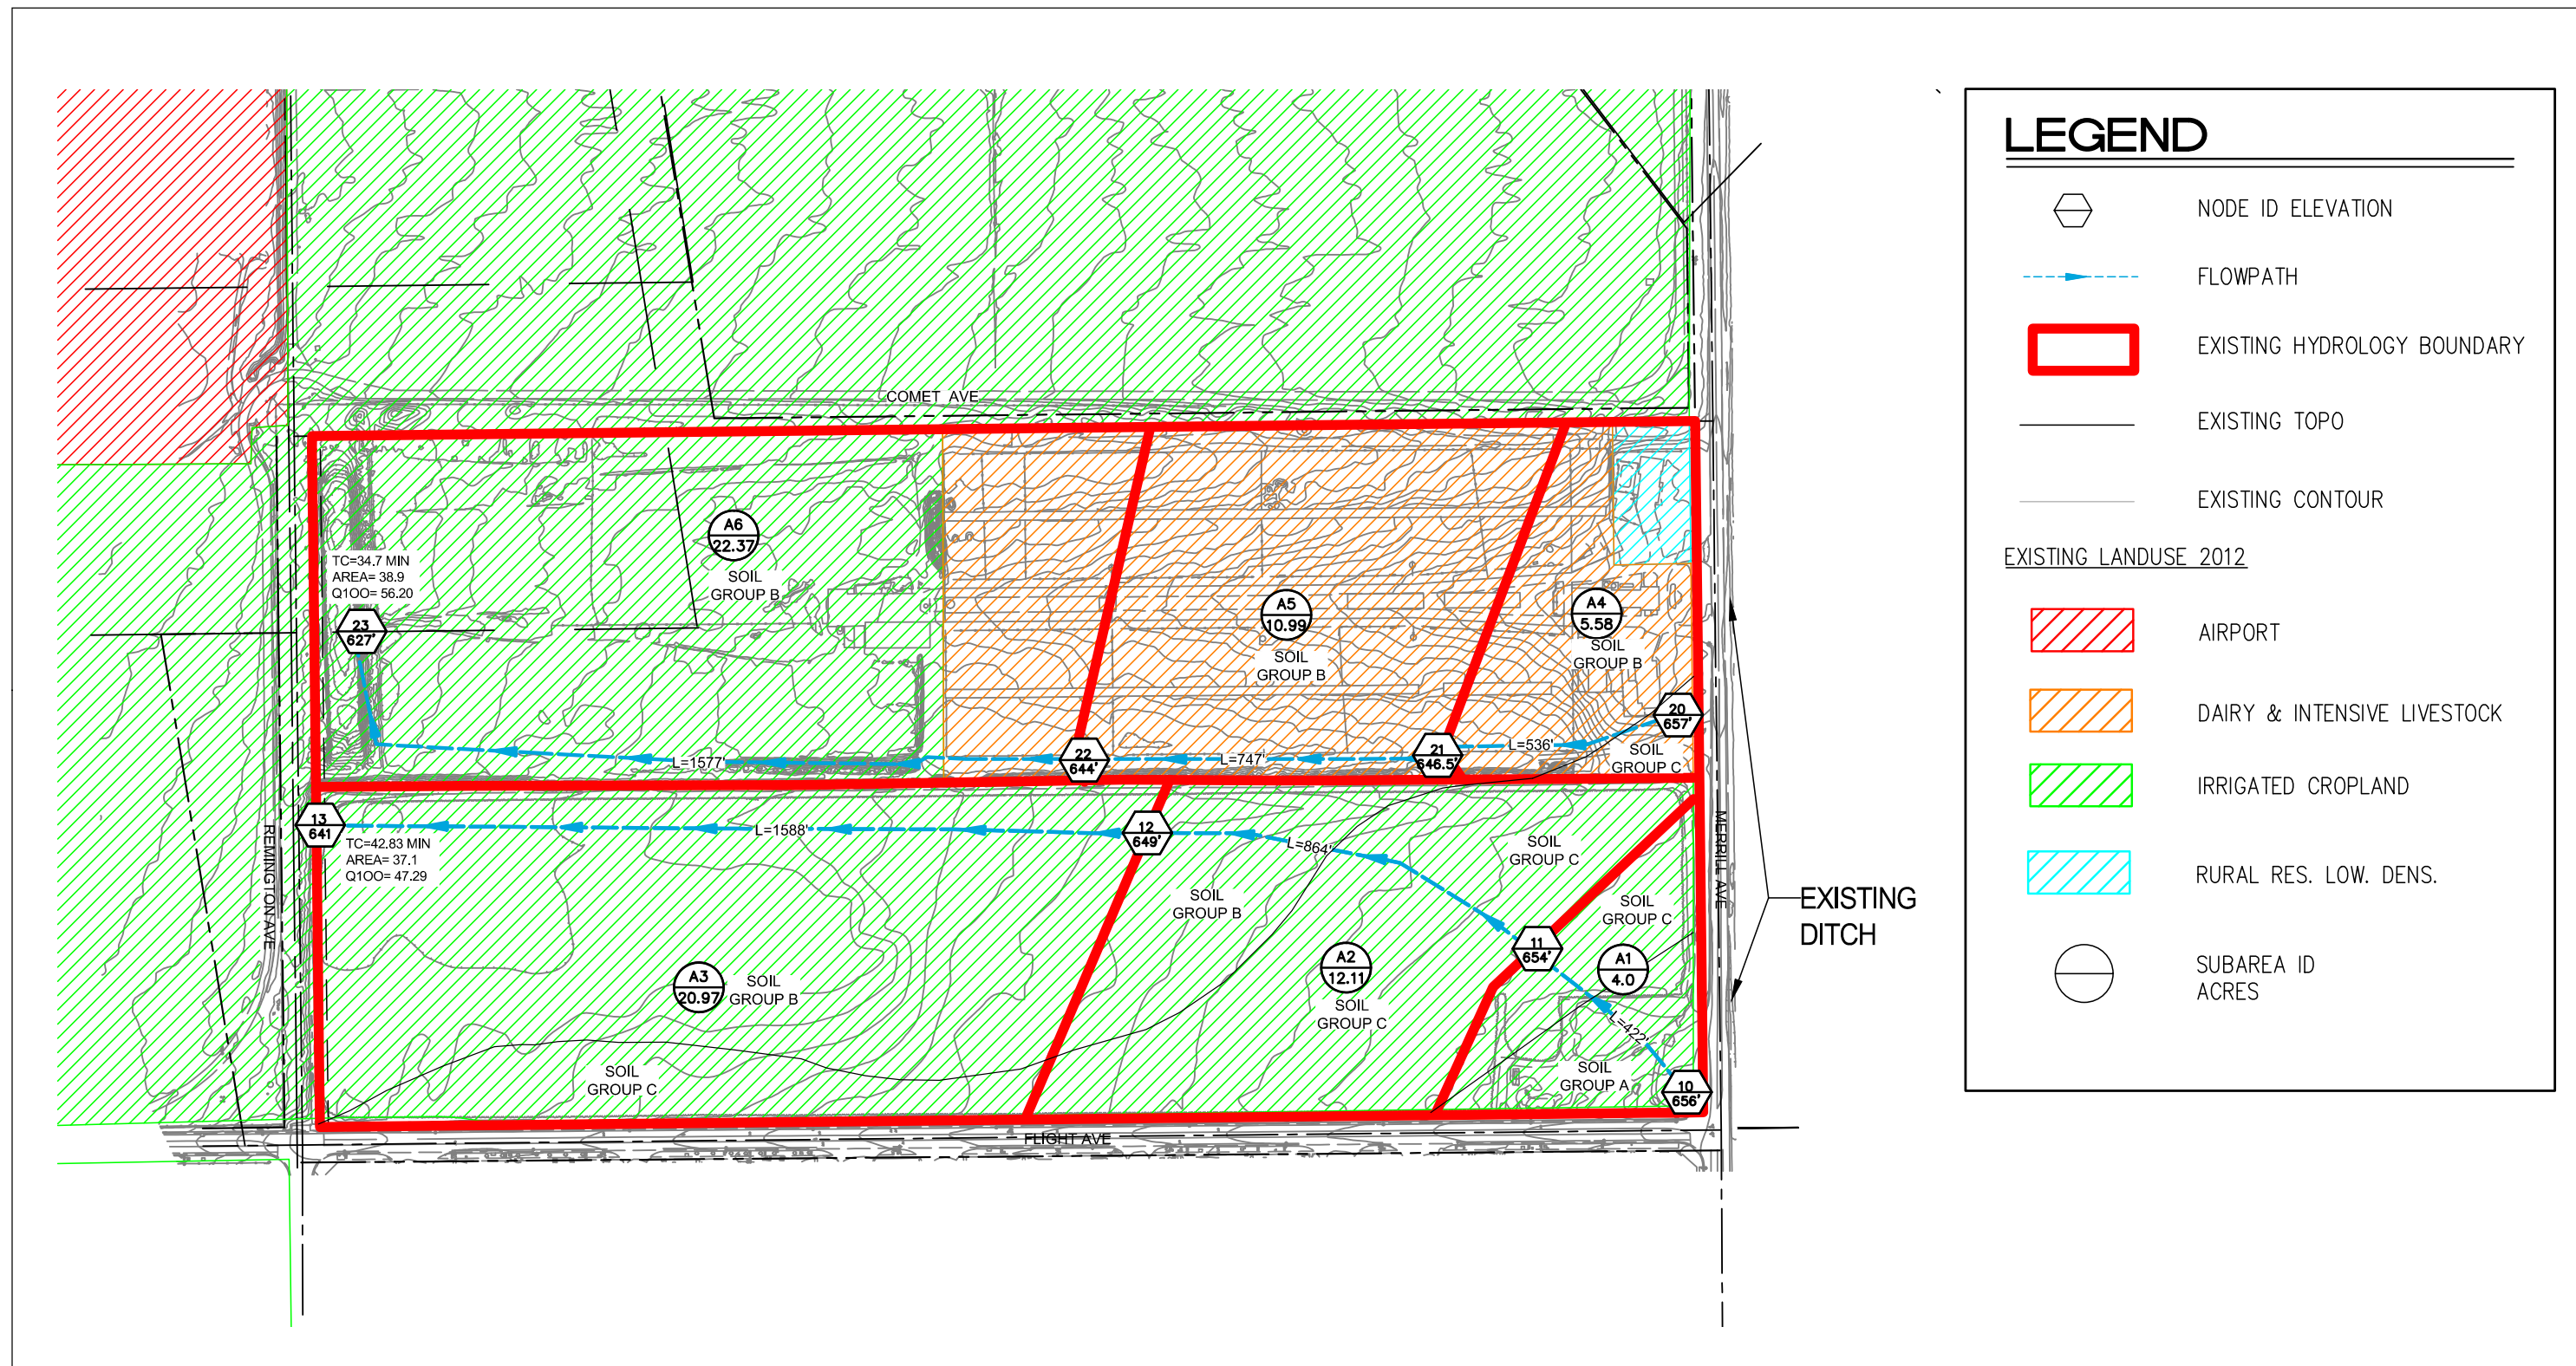 COMET AVE
A6
22.37
SOIL
GROUP B
TC=34.7 MIN
AREA= 38.9
Q1OO= 56.20
23
627'
A5
10.99
SOIL
GROUP B
A4
5.58
SOIL
GROUP B
20
657'
22
644'
21
646.5'
L=1577'
L=747'
L=536'
SOIL
GROUP C
13
641
TC=42.83 MIN
AREA= 37.1
Q1OO= 47.29
L=1588'
12
649'
L=864'
SOIL
GROUP C
SOIL
GROUP B
SOIL
GROUP C
11
654'
A1
4.0
A2
12.11
SOIL
GROUP C
A3
20.97
SOIL
GROUP B
L=422'
SOIL
GROUP C
SOIL
GROUP A
10
656'
REMINGTON AVE
MERRILL AVE
FLIGHT AVE
EXISTING
DITCH
LEGEND
NODE ID ELEVATION
FLOWPATH
EXISTING HYDROLOGY BOUNDARY
EXISTING TOPO
EXISTING CONTOUR
EXISTING LANDUSE 2012
AIRPORT
DAIRY & INTENSIVE LIVESTOCK
IRRIGATED CROPLAND
RURAL RES. LOW. DENS.
SUBAREA ID
ACRES